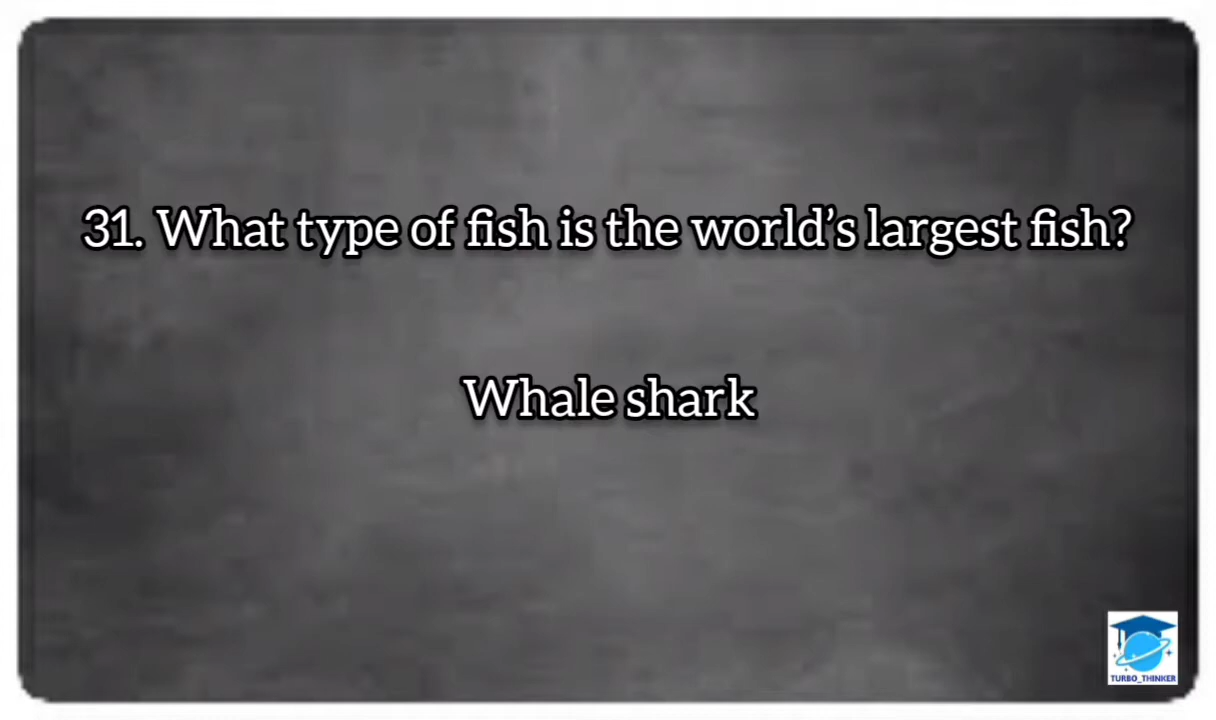 31. What type of fish is the world’s largest fish?
Whale shark
TURBO_THINKER